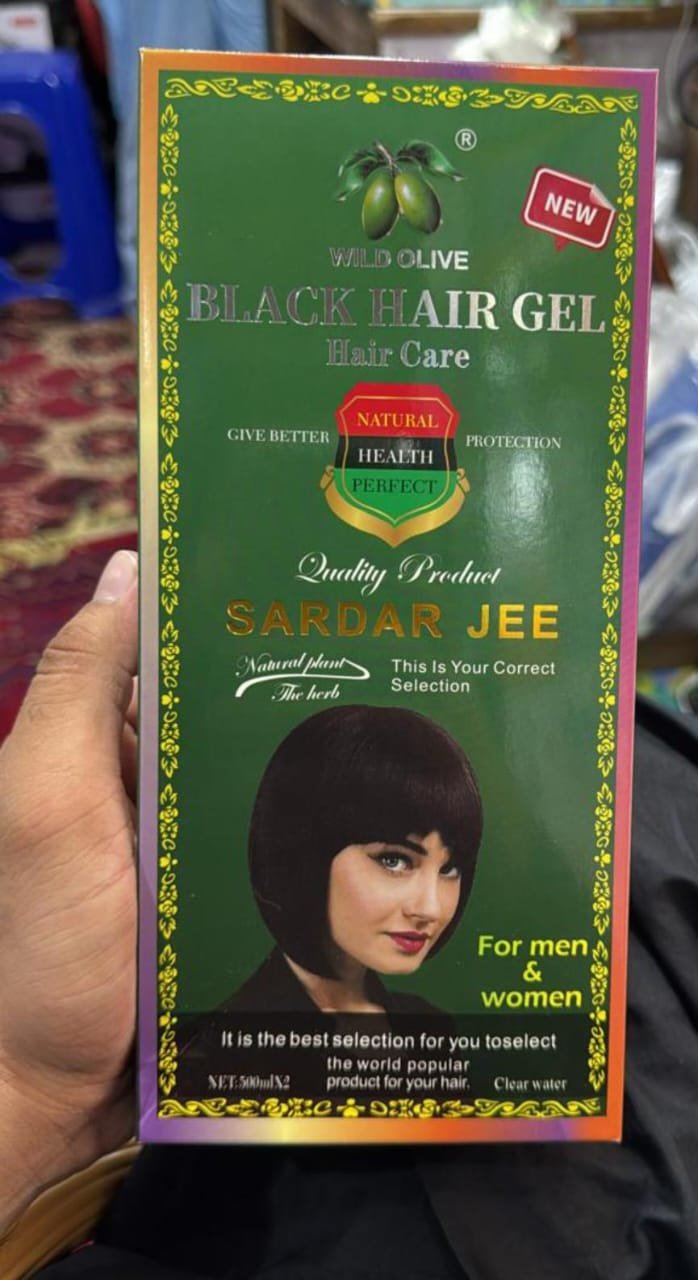 ®
NEW
WILD OLIVE
BLACK HAIR GEL
Hair Care
NATURAL
GIVE BETTER HEALTH PROTECTION
PERFECT
Quality Product
SARDAR JEE
Natural plant
The herb
This Is Your Correct
Selection
For men
&
women
It is the best selection for you toselect
the world popular
product for your hair.
NET:500mlX2
Clear water